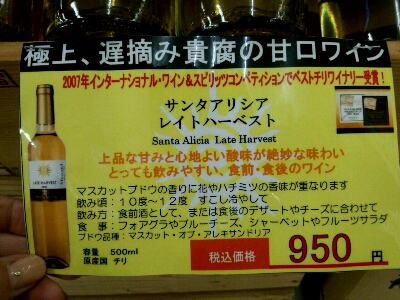 極上、遅摘み貴腐の甘口ワイン
2007年インターナショナル・ワイン&スピリッツコンペティションでベストチリワイナリー受賞!
サンタアリシア
レイトハーベスト
Santa Alicia Late Harvest
上品な甘みと心地よい酸味が絶妙な味わい
とっても飲みやすい、食前・食後のワイン
マスカットブドウの香りに花やハチミツの香味が重なります
飲み頃：10度～12度 すこし冷やして
飲み方：食前酒として、または食後のデザートやチーズに合わせて
食 事：フォアグラやブルーチーズ、シャーベットやフルーツサラダ
ブドウ品種：マスカット・オブ・アレキサンドリア
容量 500ml
原産国 チリ
税込価格 950円
LATE HARVEST